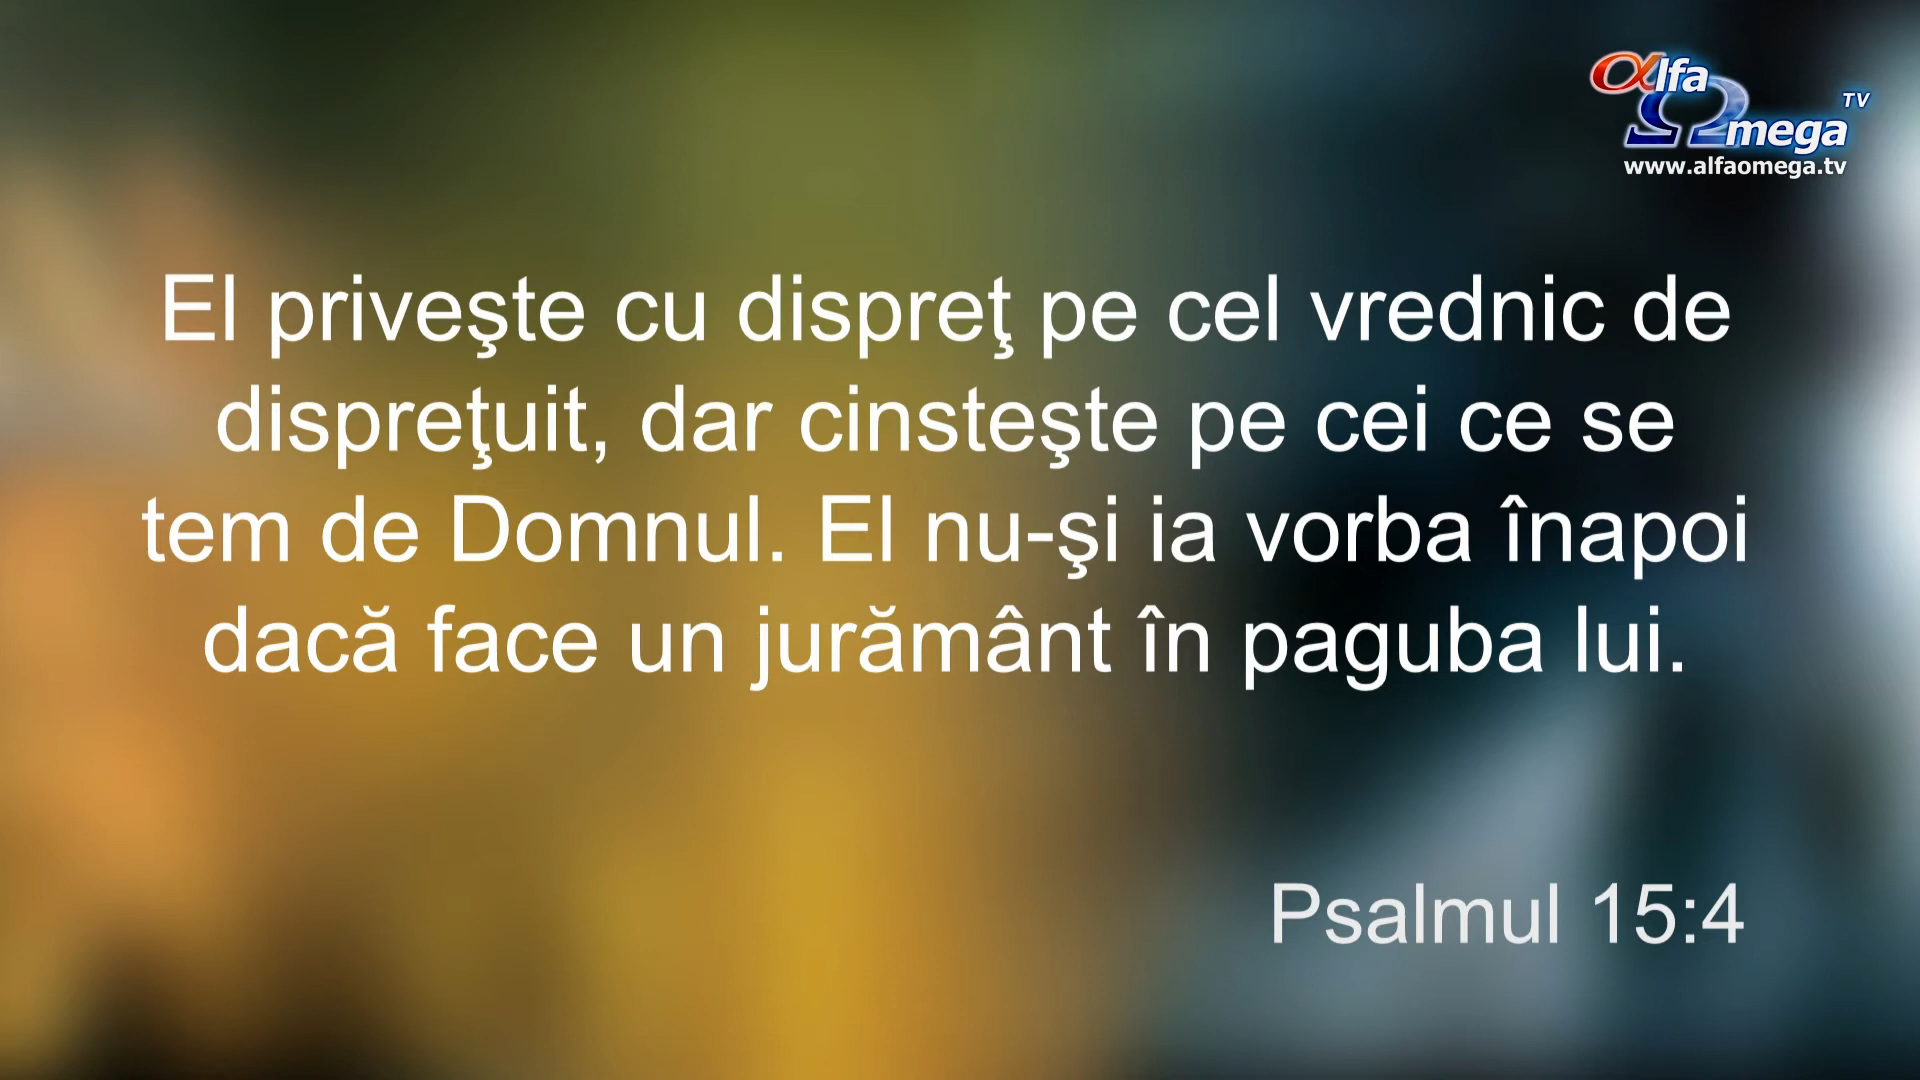 αlfa
Ωmega TV
www.alfaomega.tv
El priveşte cu dispreţ pe cel vrednic de
dispreţuit, dar cinsteşte pe cei ce se
tem de Domnul. El nu-şi ia vorba înapoi
dacă face un jurământ în paguba lui.
Psalmul 15:4